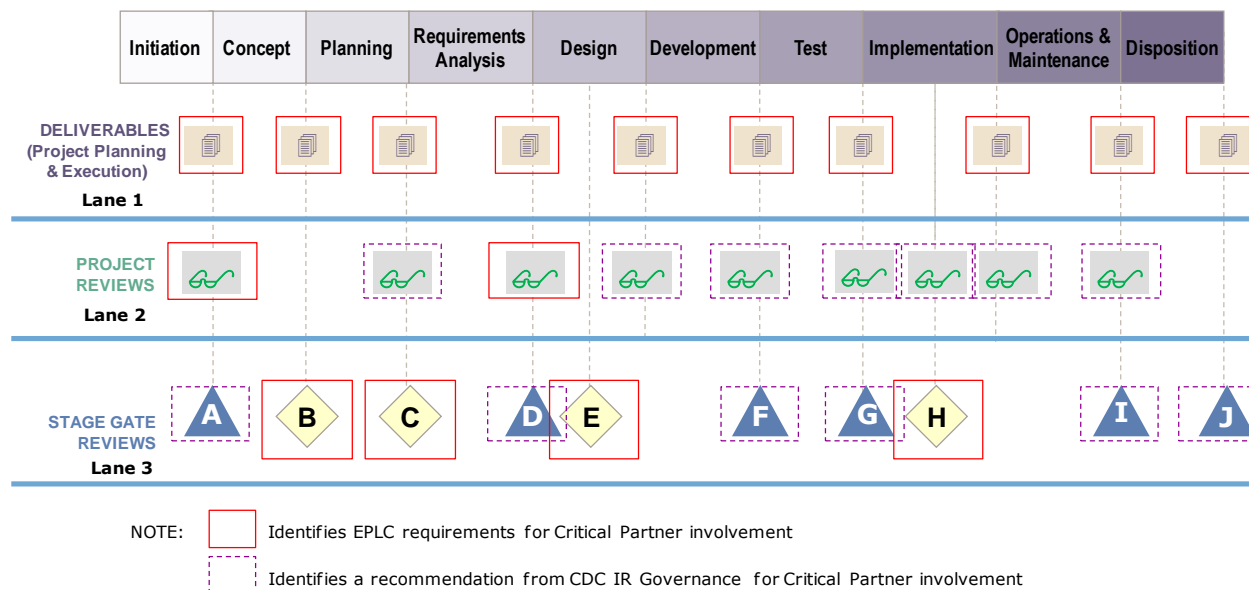 Initiation
Concept
Planning
Requirements
Analysis
Design
Development
Test
Implementation
Operations &
Maintenance
Disposition
DELIVERABLES
(Project Planning
& Execution)
Lane 1
PROJECT
REVIEWS
Lane 2
A
B
C
D
E
F
G
H
I
J
STAGE GATE
REVIEWS
Lane 3
NOTE:
Identifies EPLC requirements for Critical Partner involvement
Identifies a recommendation from CDC IR Governance for Critical Partner involvement